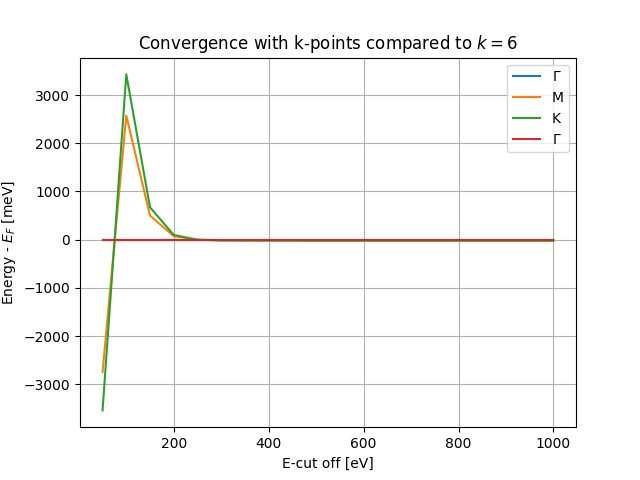 Convergence with k-points compared to k = 6
Γ
M
K
Γ
3000
2000
1000
0
−1000
−2000
−3000
Energy - E_F [meV]
200
400
600
800
1000
E-cut off [eV]